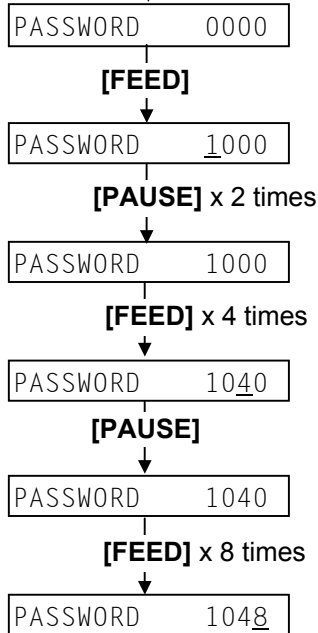 PASSWORD 0000
[FEED]
PASSWORD 1000
[PAUSE] x 2 times
PASSWORD 1000
[FEED] x 4 times
PASSWORD 1040
[PAUSE]
PASSWORD 1040
[FEED] x 8 times
PASSWORD 1048